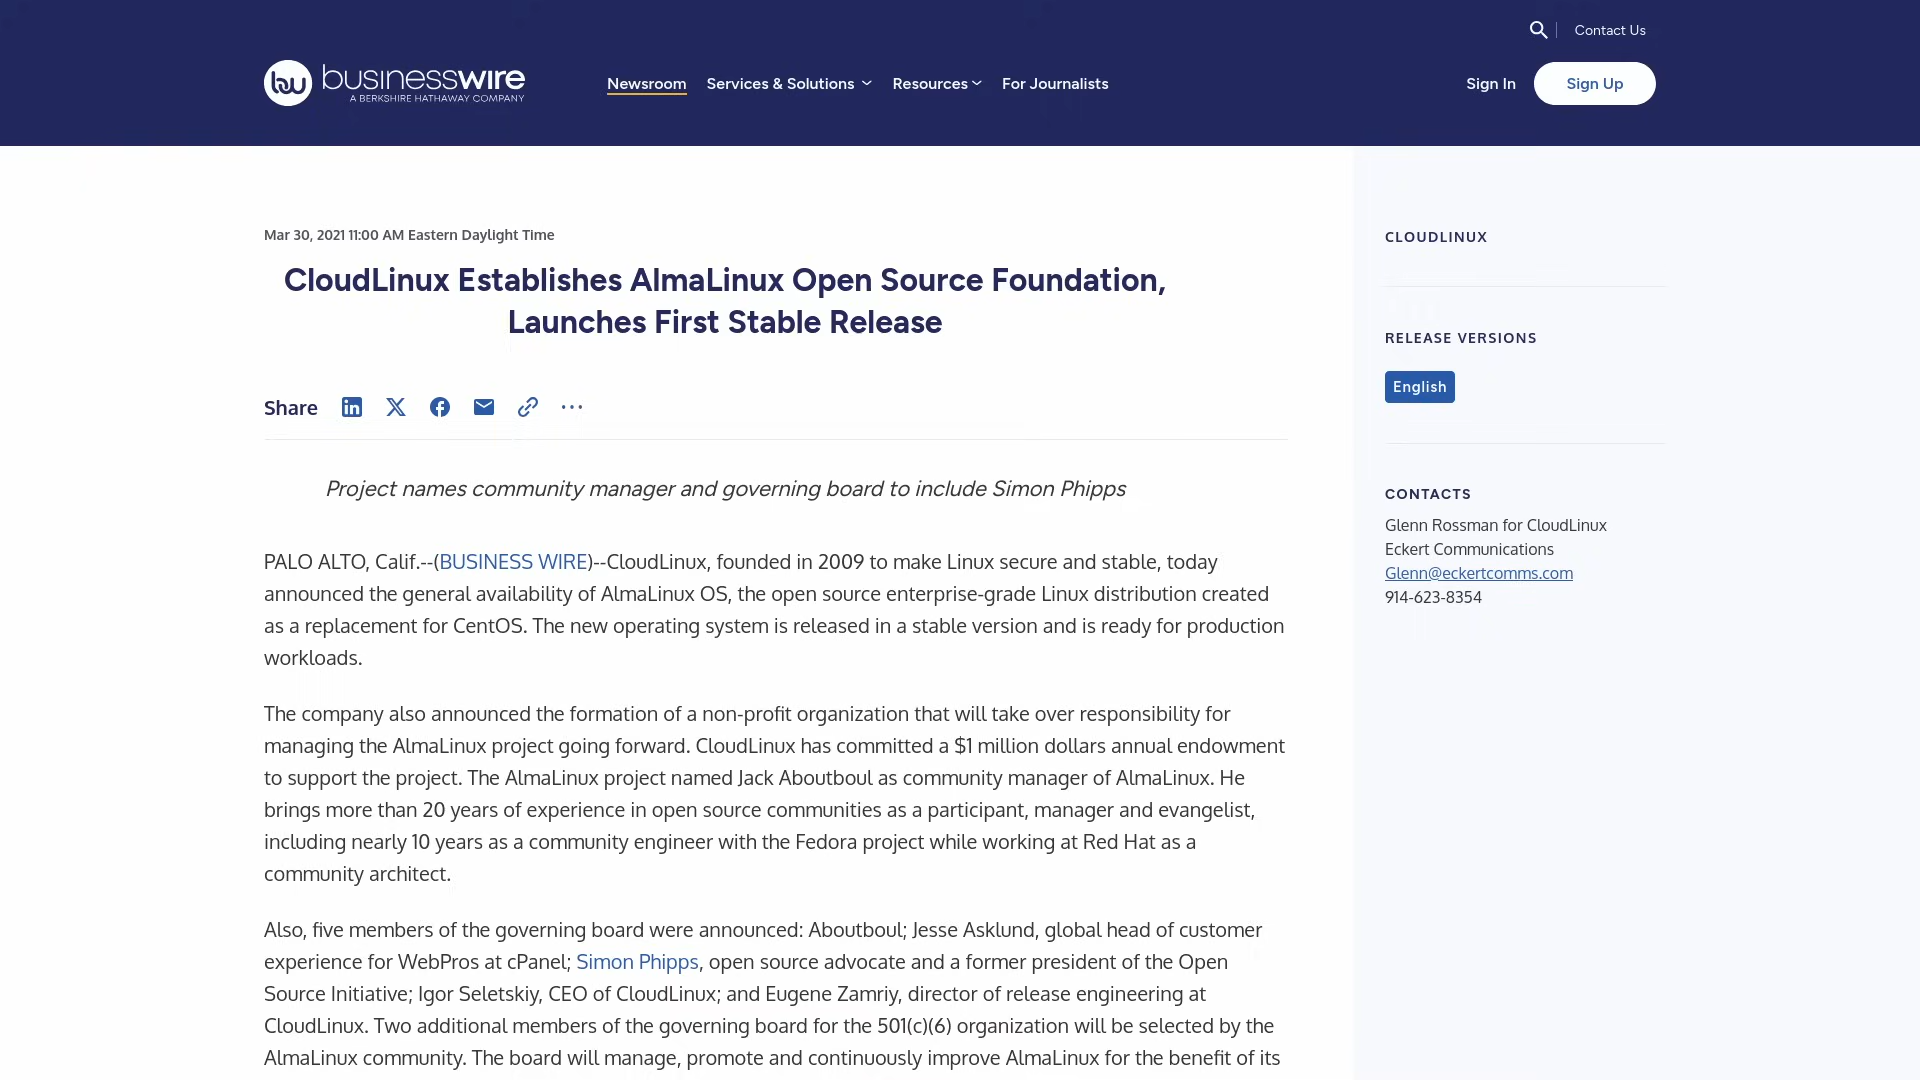 Contact Us
businesswire
A BERKSHIRE HATHAWAY COMPANY
Newsroom Services & Solutions Resources For Journalists
Sign In Sign Up
Mar 30, 2021 11:00 AM Eastern Daylight Time
CloudLinux Establishes AlmaLinux Open Source Foundation,
Launches First Stable Release
Share
Project names community manager and governing board to include Simon Phipps
PALO ALTO, Calif.--(BUSINESS WIRE)--CloudLinux, founded in 2009 to make Linux secure and stable, today
announced the general availability of AlmaLinux OS, the open source enterprise-grade Linux distribution created
as a replacement for CentOS. The new operating system is released in a stable version and is ready for production
workloads.
The company also announced the formation of a non-profit organization that will take over responsibility for
managing the AlmaLinux project going forward. CloudLinux has committed a $1 million dollars annual endowment
to support the project. The AlmaLinux project named Jack Aboutboul as community manager of AlmaLinux. He
brings more than 20 years of experience in open source communities as a participant, manager and evangelist,
including nearly 10 years as a community engineer with the Fedora project while working at Red Hat as a
community architect.
Also, five members of the governing board were announced: Aboutboul; Jesse Asklund, global head of customer
experience for WebPros at cPanel; Simon Phipps, open source advocate and a former president of the Open
Source Initiative; Igor Seletskiy, CEO of CloudLinux; and Eugene Zamriy, director of release engineering at
CloudLinux. Two additional members of the governing board for the 501(c)(6) organization will be selected by the
AlmaLinux community. The board will manage, promote and continuously improve AlmaLinux for the benefit of its
CLOUDLINUX
RELEASE VERSIONS
English
CONTACTS
Glenn Rossman for CloudLinux
Eckert Communications
Glenn@eckertcomms.com
914-623-8354